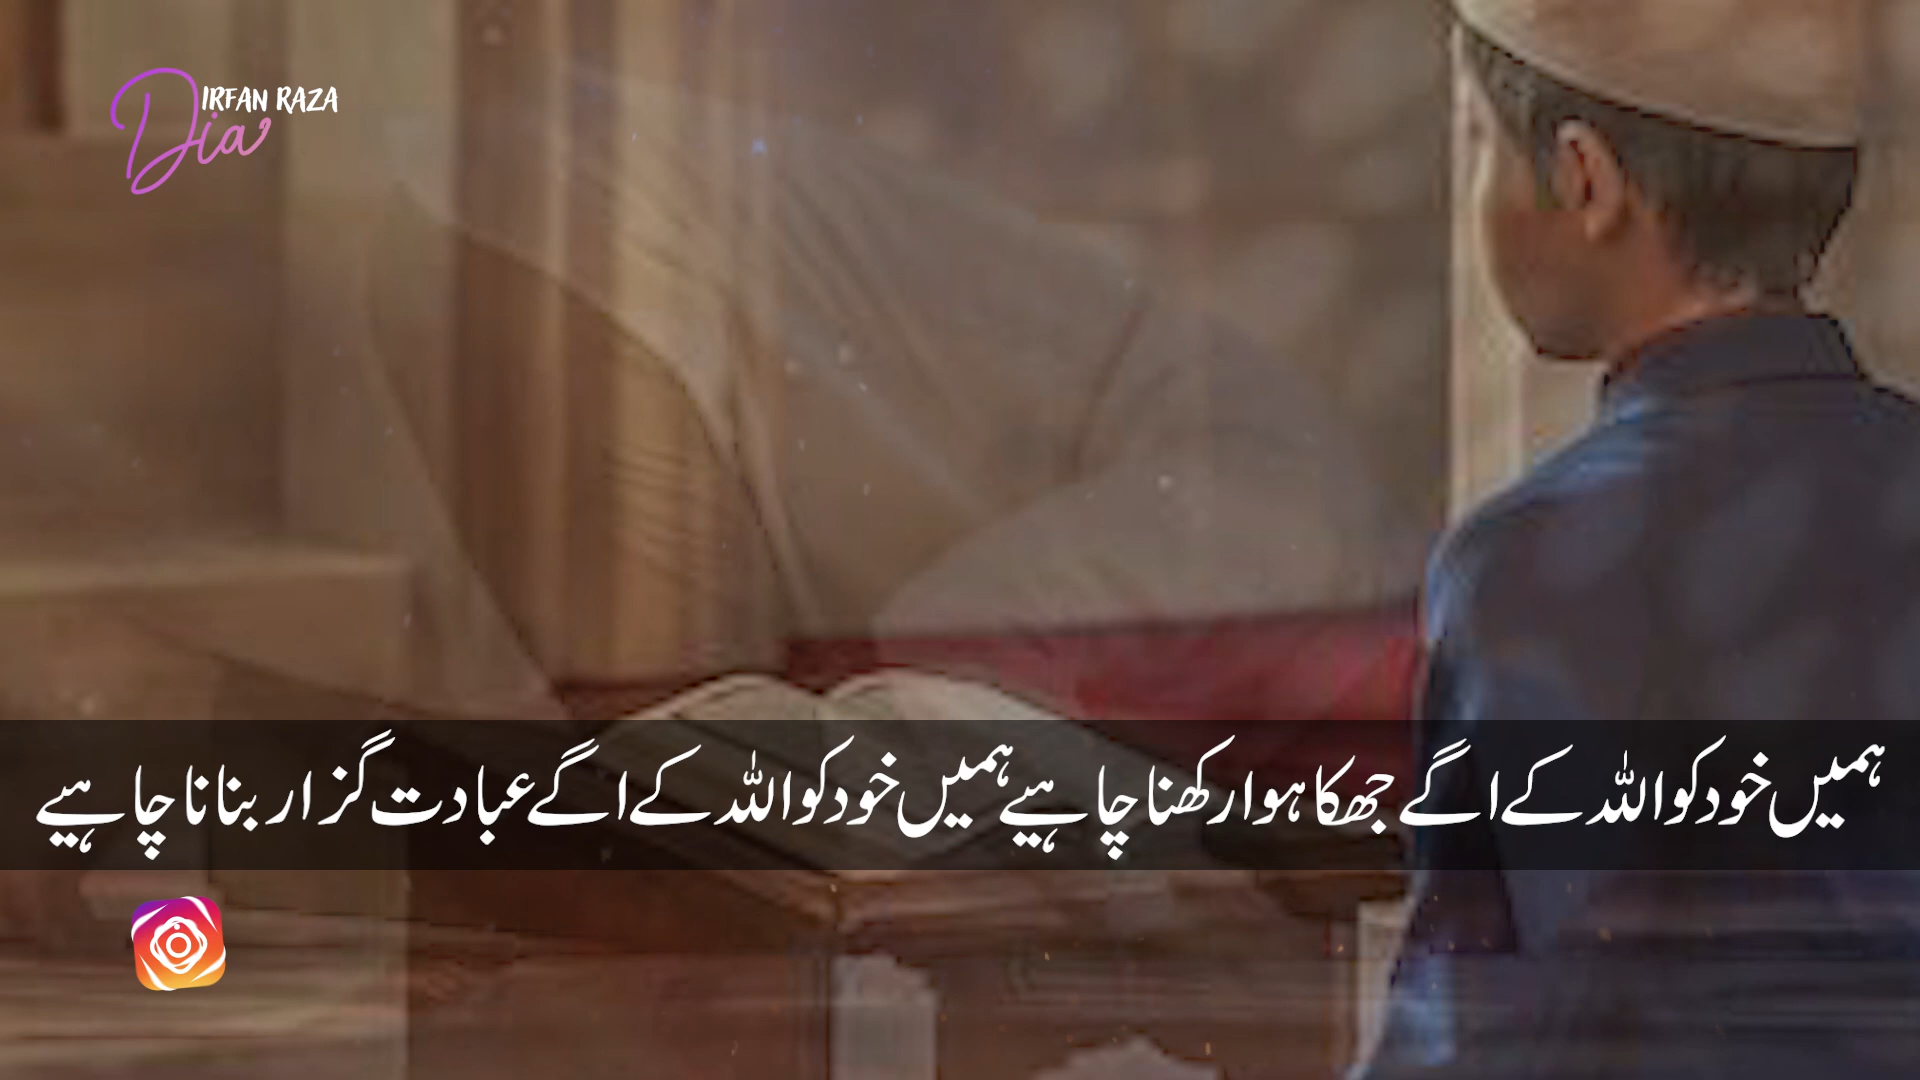 IRFAN RAZA
Dia
ہمیں خود کو اللہ کے اگے جھکا ہوا رکھنا چاہیے ہمیں خود کو اللہ کے اگے عبادت گزار بنانا چاہیے